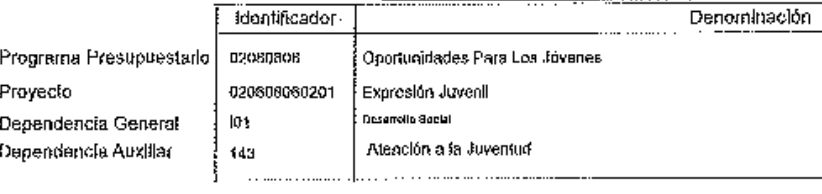 Identificador Denominación
Programa Presupuestario 02060806 Oportunidades Para Los Jóvenes
Proyecto 020608060201 Expresión Juvenil
Dependencia General I01 Desarrollo Social
Dependencia Auxiliar 143 Atención a la Juventud